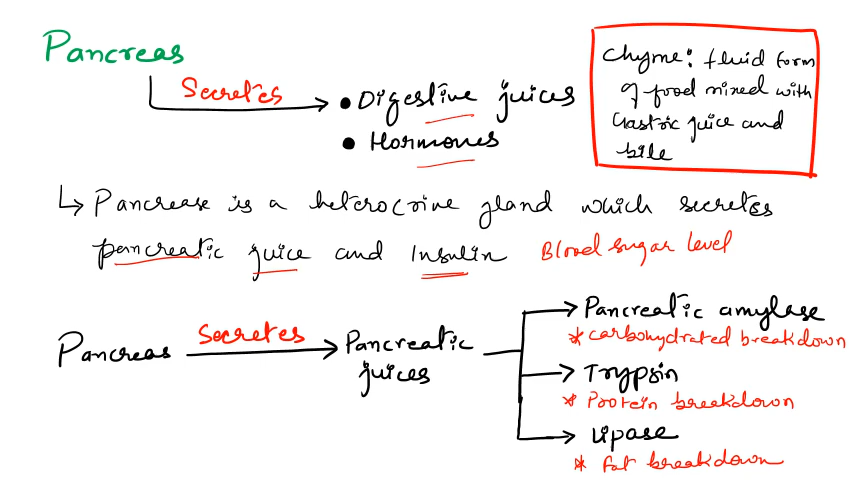 Pancreas
Secretes
• Digestive juices
• Hormones
Chyme: fluid form
of food mixed with
Gastric juice and
bile
↳ Pancrease is a heterocrine gland which secretes
pancreatic juice and Insulin Blood sugar level
Pancreas Secretes Pancreatic
juices
Pancreatic amylase
* carbohydrated breakdown
Trypsin
* Protein breakdown
Lipase
* Fat breakdown